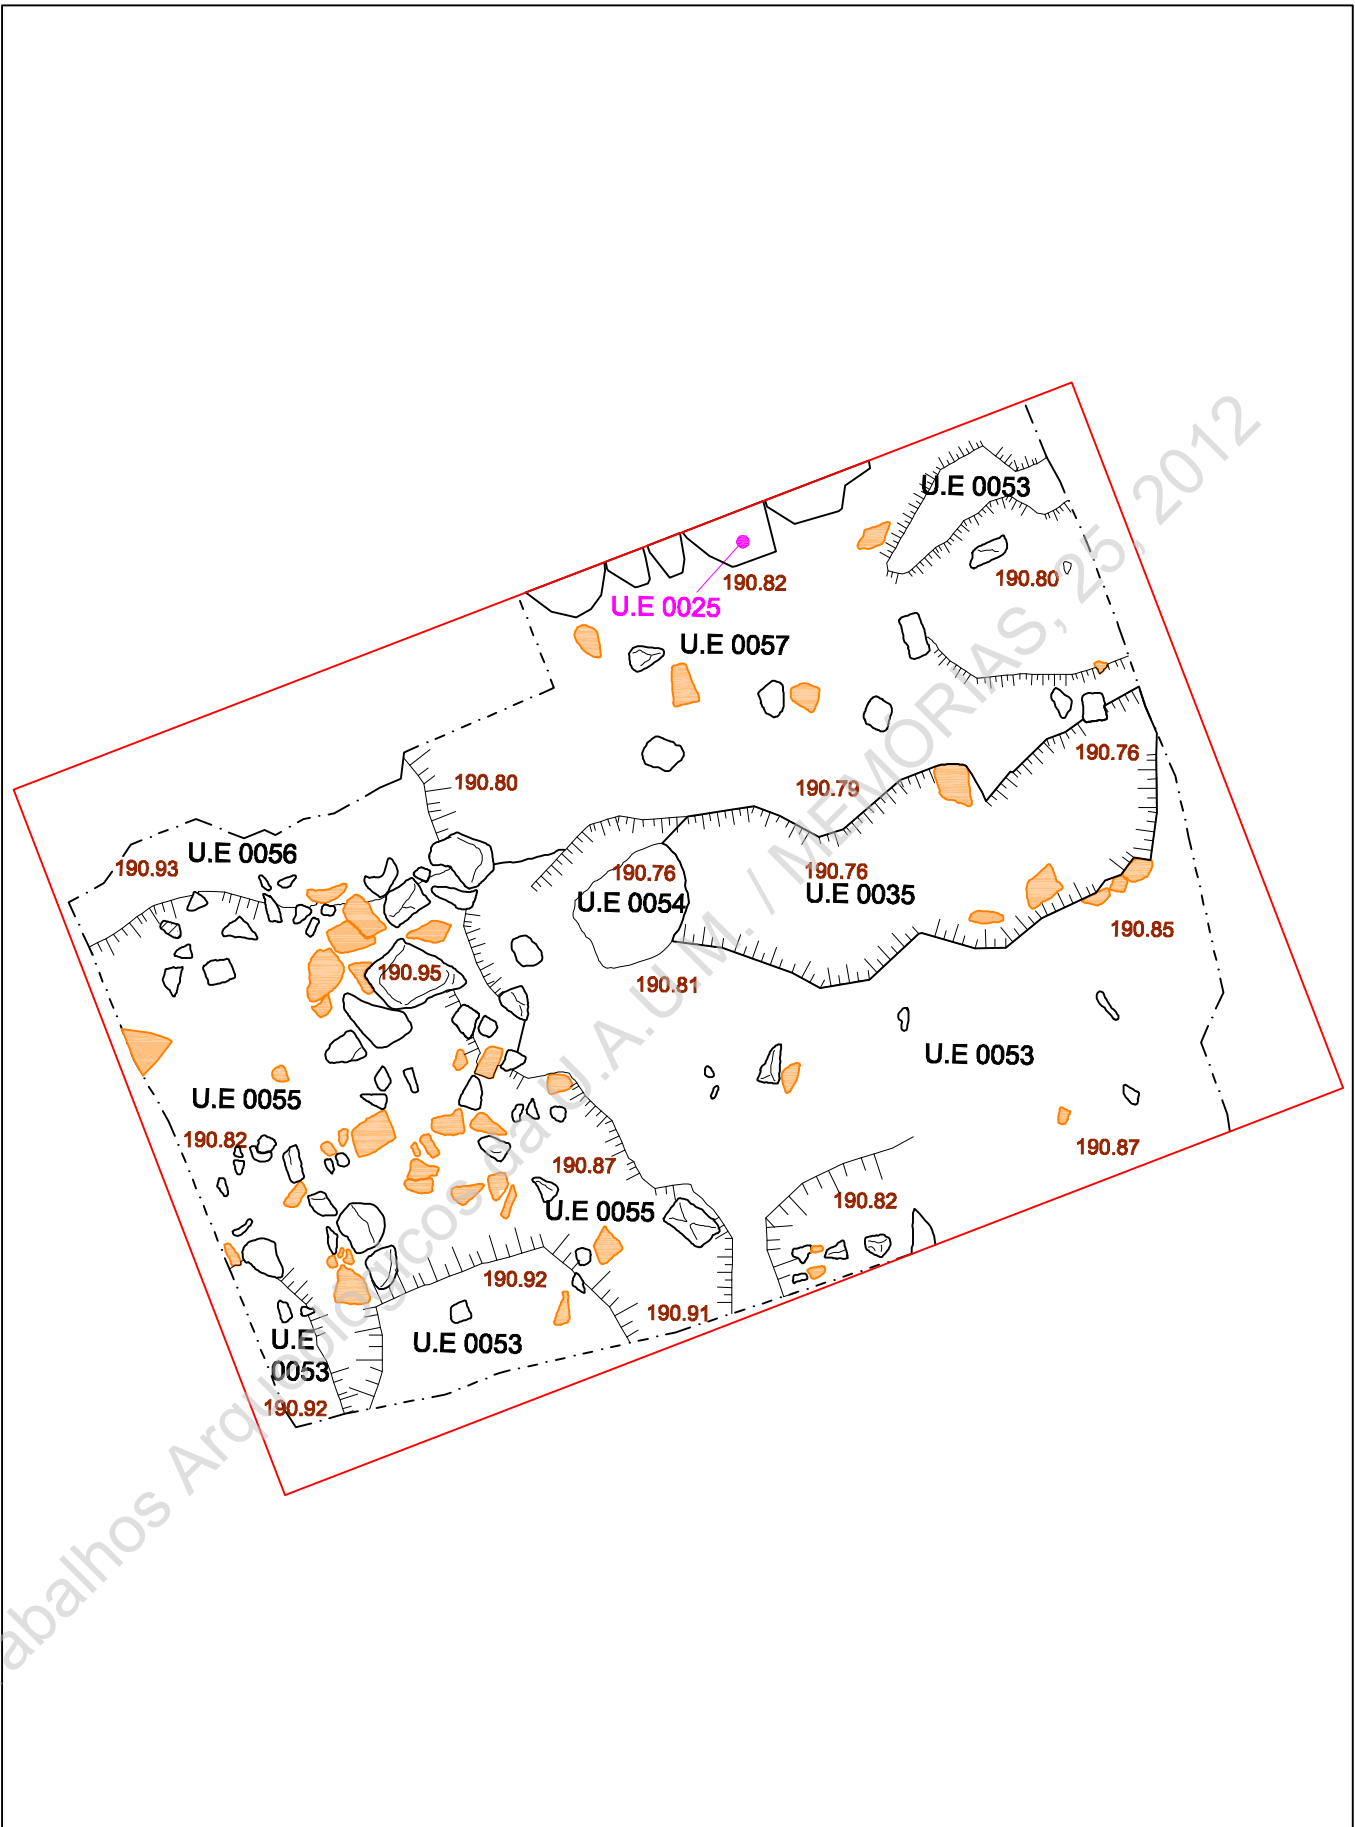 U.E 0053
190.82
190.80
U.E 0025
U.E 0057
190.76
190.80
190.79
U.E 0056
190.93
190.76
190.76
U.E 0054
U.E 0035
190.85
190.95
190.81
U.E 0053
U.E 0055
190.82
190.87
190.87
190.82
U.E 0055
190.92
190.91
U.E
0053
U.E 0053
190.92
abalhos Arqueológicos da U.A.U.M. / MEMÓRIAS, 25, 2012